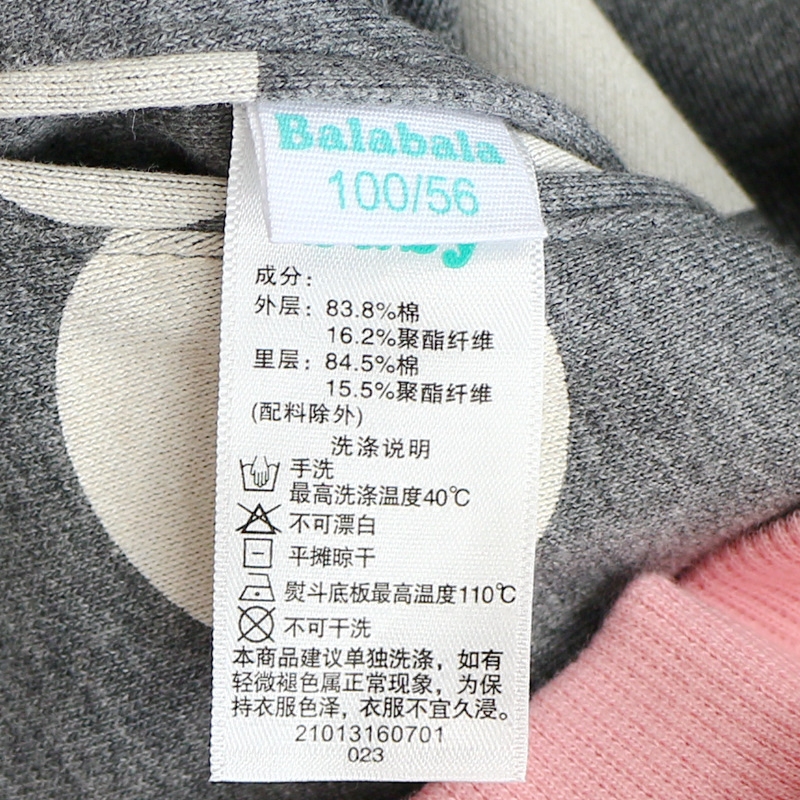 Balabala
100/56
成分：
外层：83.8%棉
16.2%聚酯纤维
里层：84.5%棉
15.5%聚酯纤维
(配料除外)
洗涤说明
手洗
最高洗涤温度40℃
不可漂白
平摊晾干
熨斗底板最高温度110℃
不可干洗
本商品建议单独洗涤，如有
轻微褪色属正常现象，为保
持衣服色泽，衣服不宜久浸。
21013160701
023